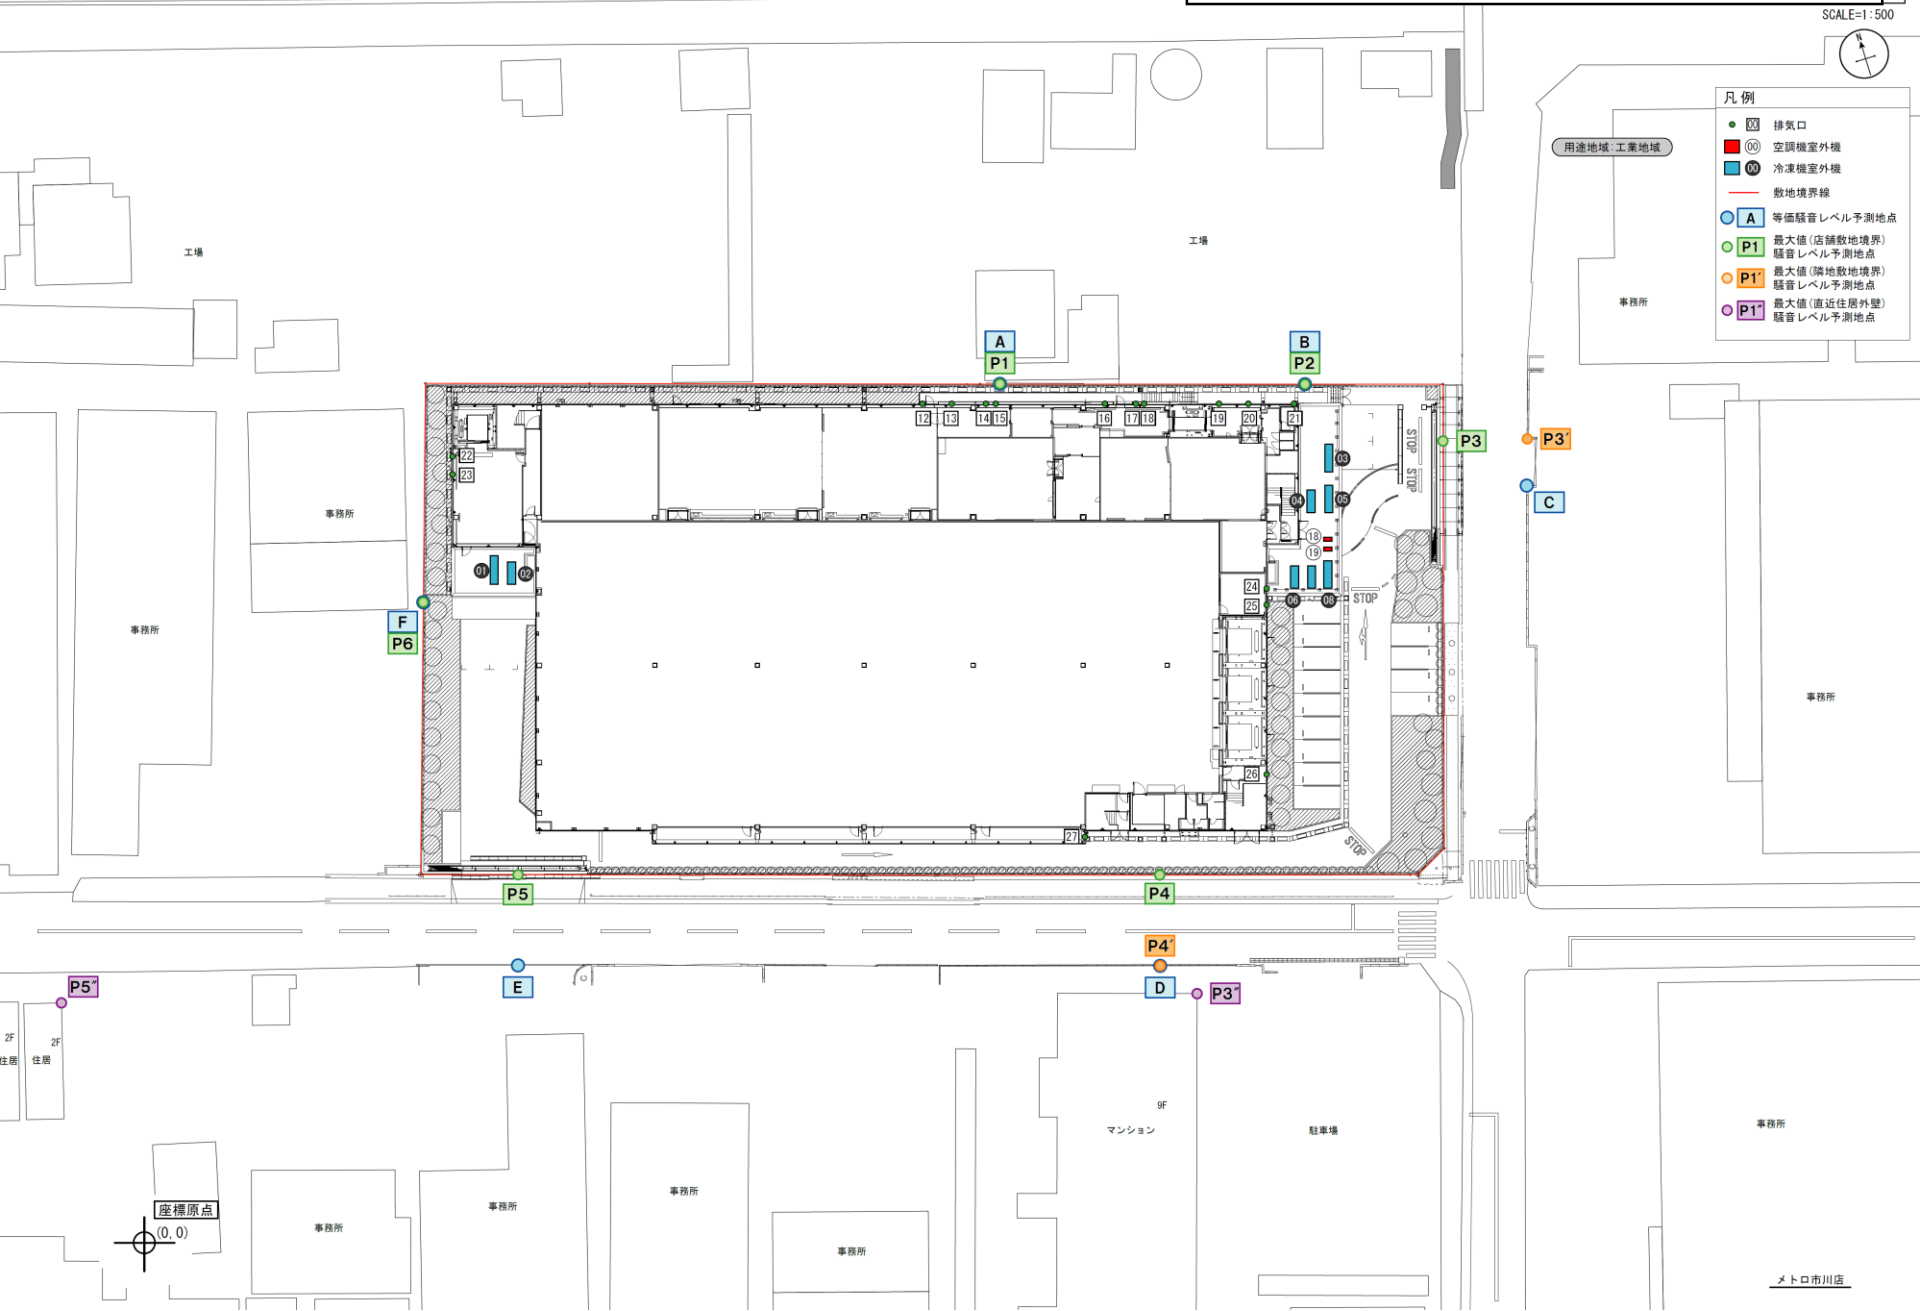 SCALE=1:500
N
凡例
00 排気口
00 空調機室外機
00 冷凍機室外機
敷地境界線
A 等価騒音レベル予測地点
P1 最大値(店舗敷地境界)
騒音レベル予測地点
P1′ 最大値(隣地敷地境界)
騒音レベル予測地点
P1″ 最大値(直近住居外壁)
騒音レベル予測地点
用途地域:工業地域
工場
工場
事務所
A
P1
B
P2
12 13 14 15 16 17 18 19 20 21
STOP
STOP
P3
P3′
C
22
23
03
04
05
18
19
事務所
01
02
24
25
06
08
STOP
F
P6
事務所
事務所
26
27
STOP
P5
P4
P4′
E
D
P5″
P3″
2F
住居
2F
住居
9F
マンション
駐車場
事務所
事務所
事務所
事務所
事務所
座標原点
(0,0)
メトロ市川店